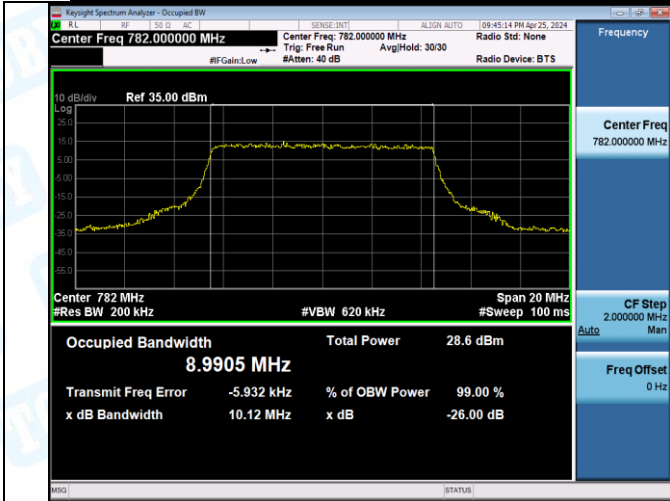 Keysight Spectrum Analyzer - Occupied BW
RL RF 50 Ω AC SENSE:INT ALIGN AUTO 09:45:14 PM Apr 25, 2024
Center Freq 782.000000 MHz
Center Freq: 782.000000 MHz
Radio Std: None
Trig: Free Run Avg|Hold: 30/30
#IFGain:Low #Atten: 40 dB Radio Device: BTS
Frequency
10 dB/div Ref 35.00 dBm
Log
25.0
15.0
5.00
-5.00
-15.0
-25.0
-35.0
-45.0
-55.0
Center 782 MHz Span 20 MHz
#Res BW 200 kHz #VBW 620 kHz #Sweep 100 ms
Occupied Bandwidth Total Power 28.6 dBm
8.9905 MHz
Transmit Freq Error -5.932 kHz % of OBW Power 99.00 %
x dB Bandwidth 10.12 MHz x dB -26.00 dB
Center Freq
782.000000 MHz
CF Step
2.000000 MHz
Auto Man
Freq Offset
0 Hz
MSG STATUS